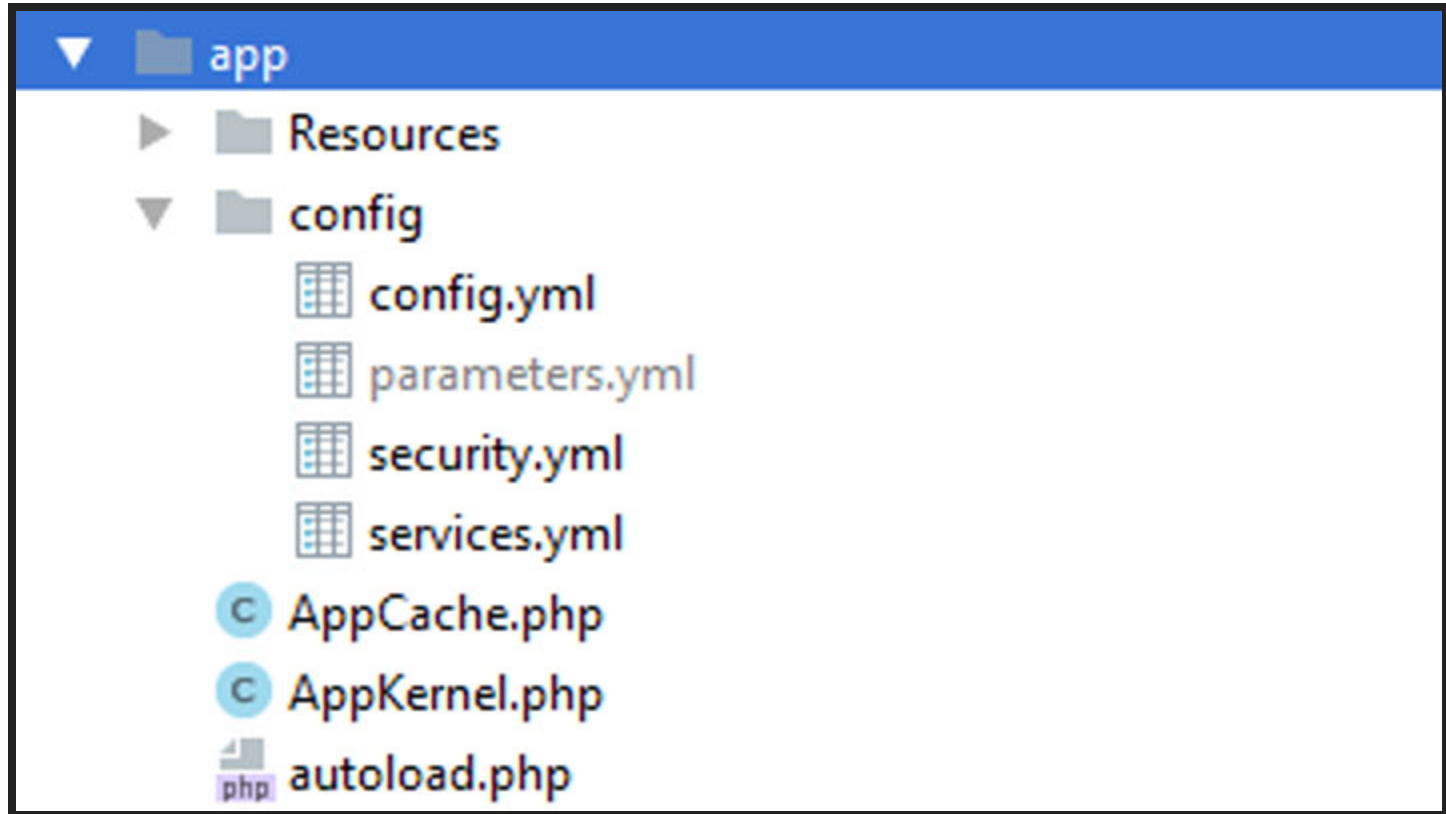 app
Resources
config
config.yml
parameters.yml
security.yml
services.yml
C AppCache.php
C AppKernel.php
php autoload.php